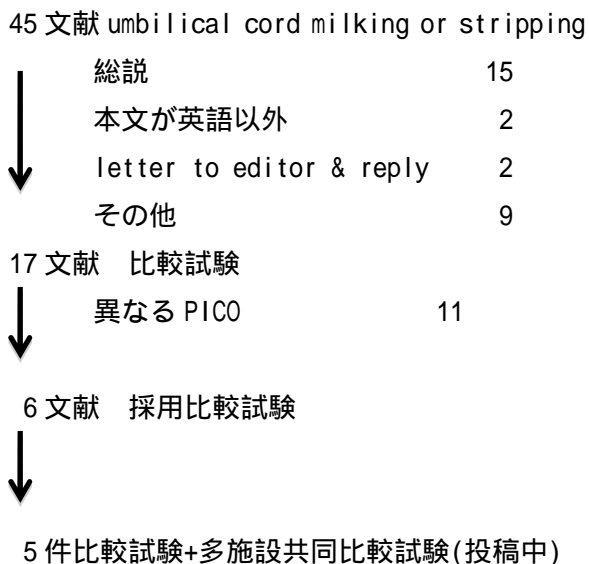 45 文献 umbilical cord milking or stripping
総説 15
本文が英語以外 2
letter to editor & reply 2
その他 9
17 文献 比較試験
異なる PICO 11
6 文献 採用比較試験
5 件比較試験+多施設共同比較試験(投稿中)